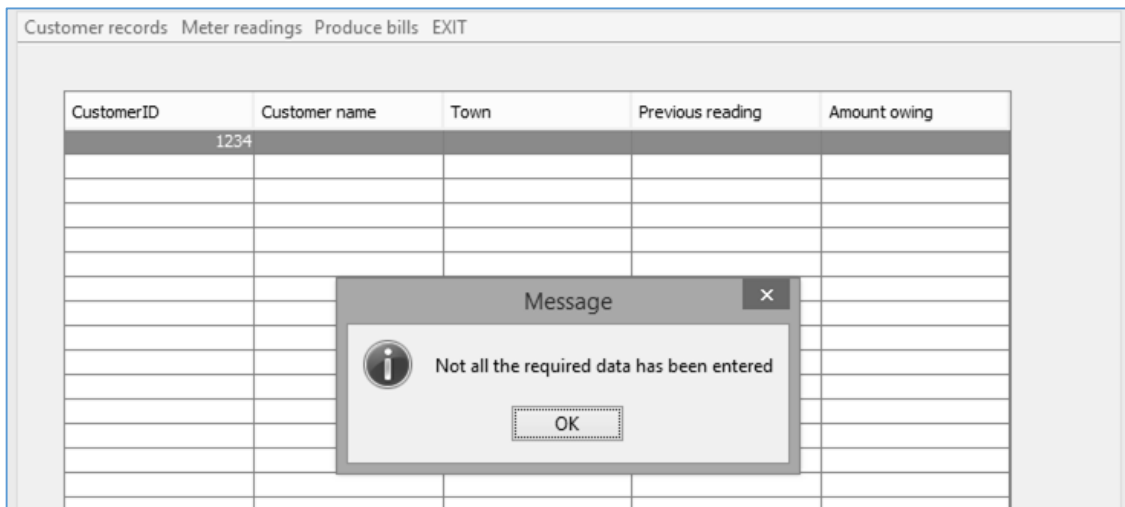 Customer records Meter readings Produce bills EXIT
CustomerID Customer name Town Previous reading Amount owing
1234
Message
Not all the required data has been entered
OK